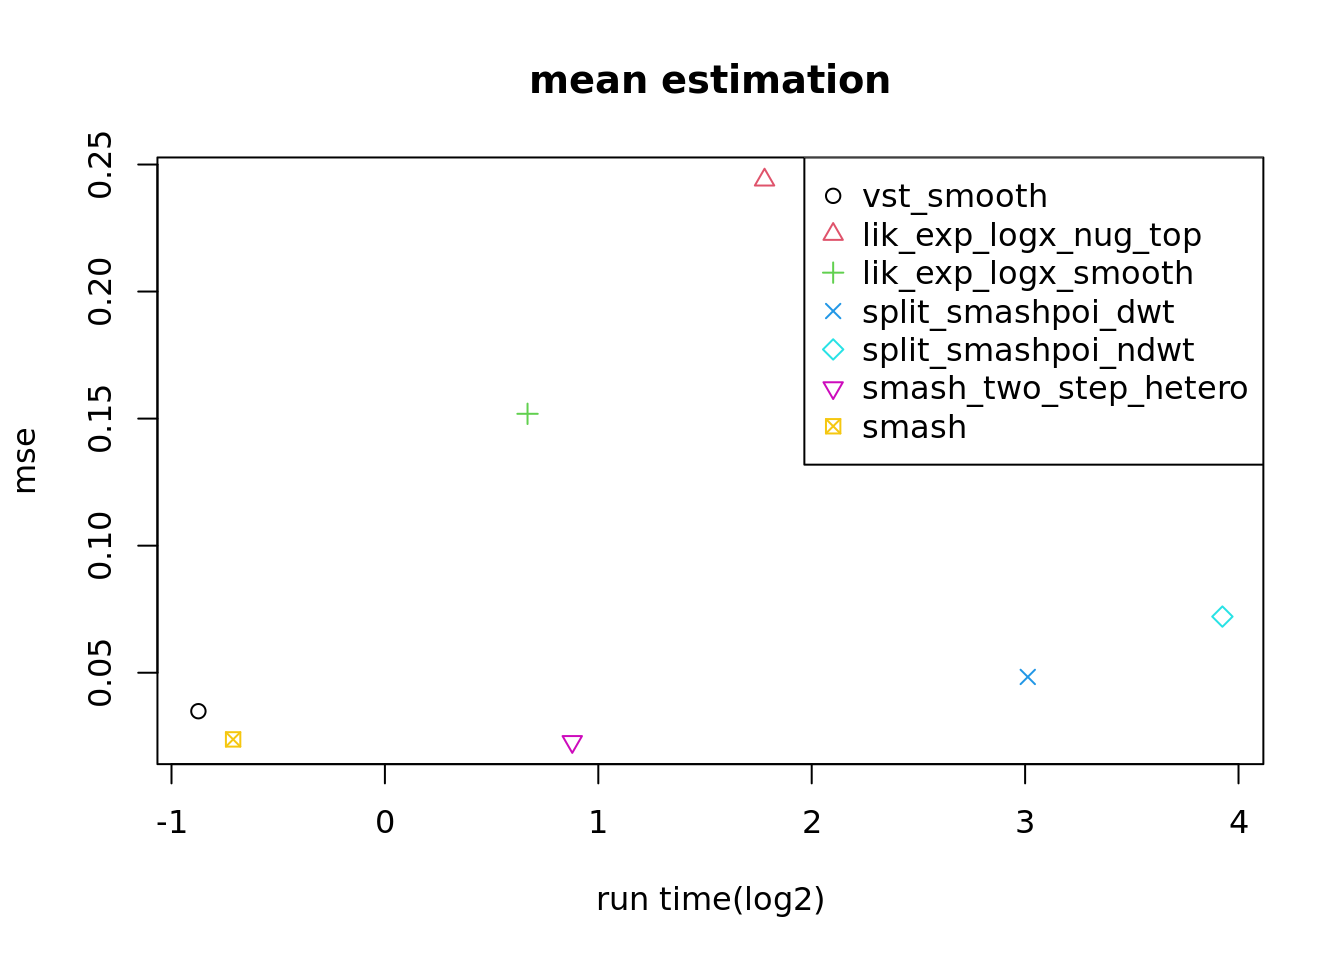 mean estimation
0.25
0.20
0.15
0.10
0.05
mse
vst_smooth
lik_exp_logx_nug_top
lik_exp_logx_smooth
split_smashpoi_dwt
split_smashpoi_ndwt
smash_two_step_hetero
smash
-1 0 1 2 3 4
run time(log2)